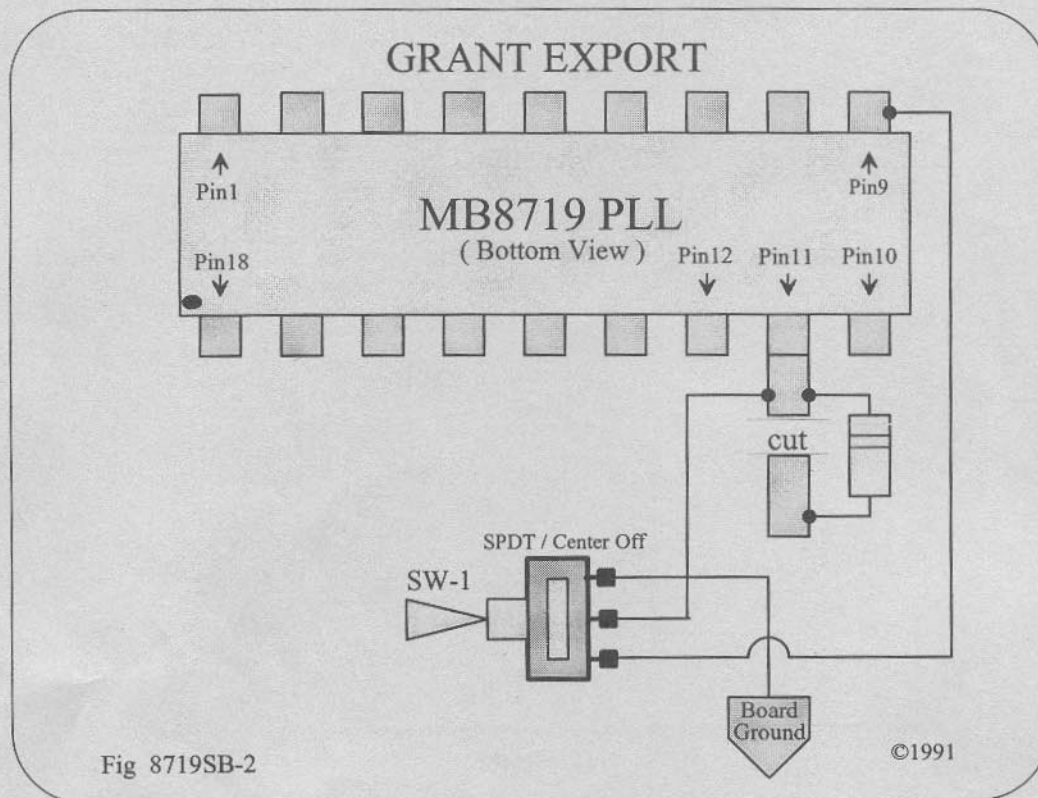 GRANT EXPORT
Pin1
Pin9
MB8719 PLL
( Bottom View )
Pin18
Pin12
Pin11
Pin10
cut
SPDT / Center Off
SW-1
Board
Ground
Fig 8719SB-2
©1991